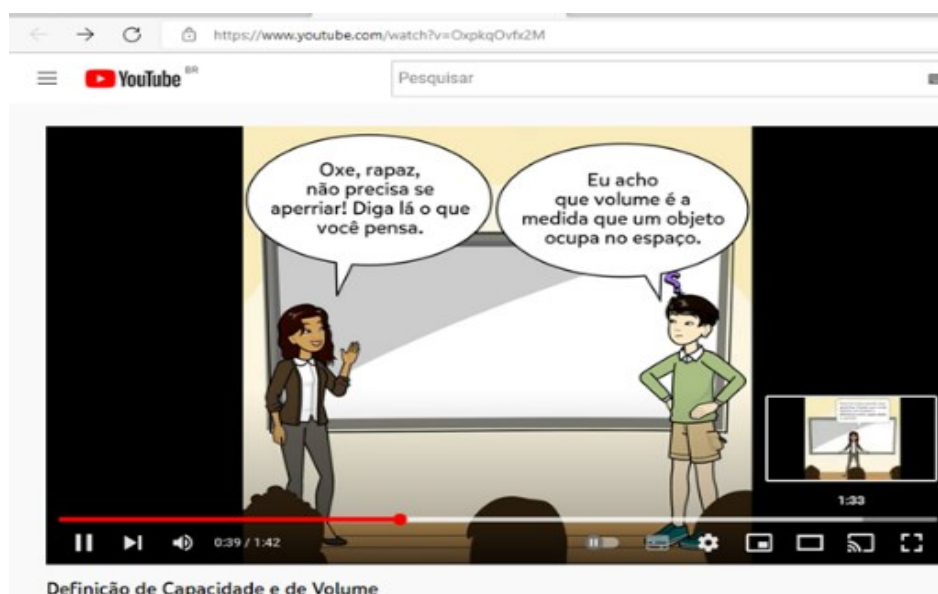 https://www.youtube.com/watch?v=OxpkqOvfx2M
YouTube BR
Pesquisar
Oxe, rapaz,
não precisa se
aperriar! Diga lá o que
você pensa.
Eu acho
que volume é a
medida que um objeto
ocupa no espaço.
1:33
0:39 / 1:42
Definição de Capacidade e de Volume